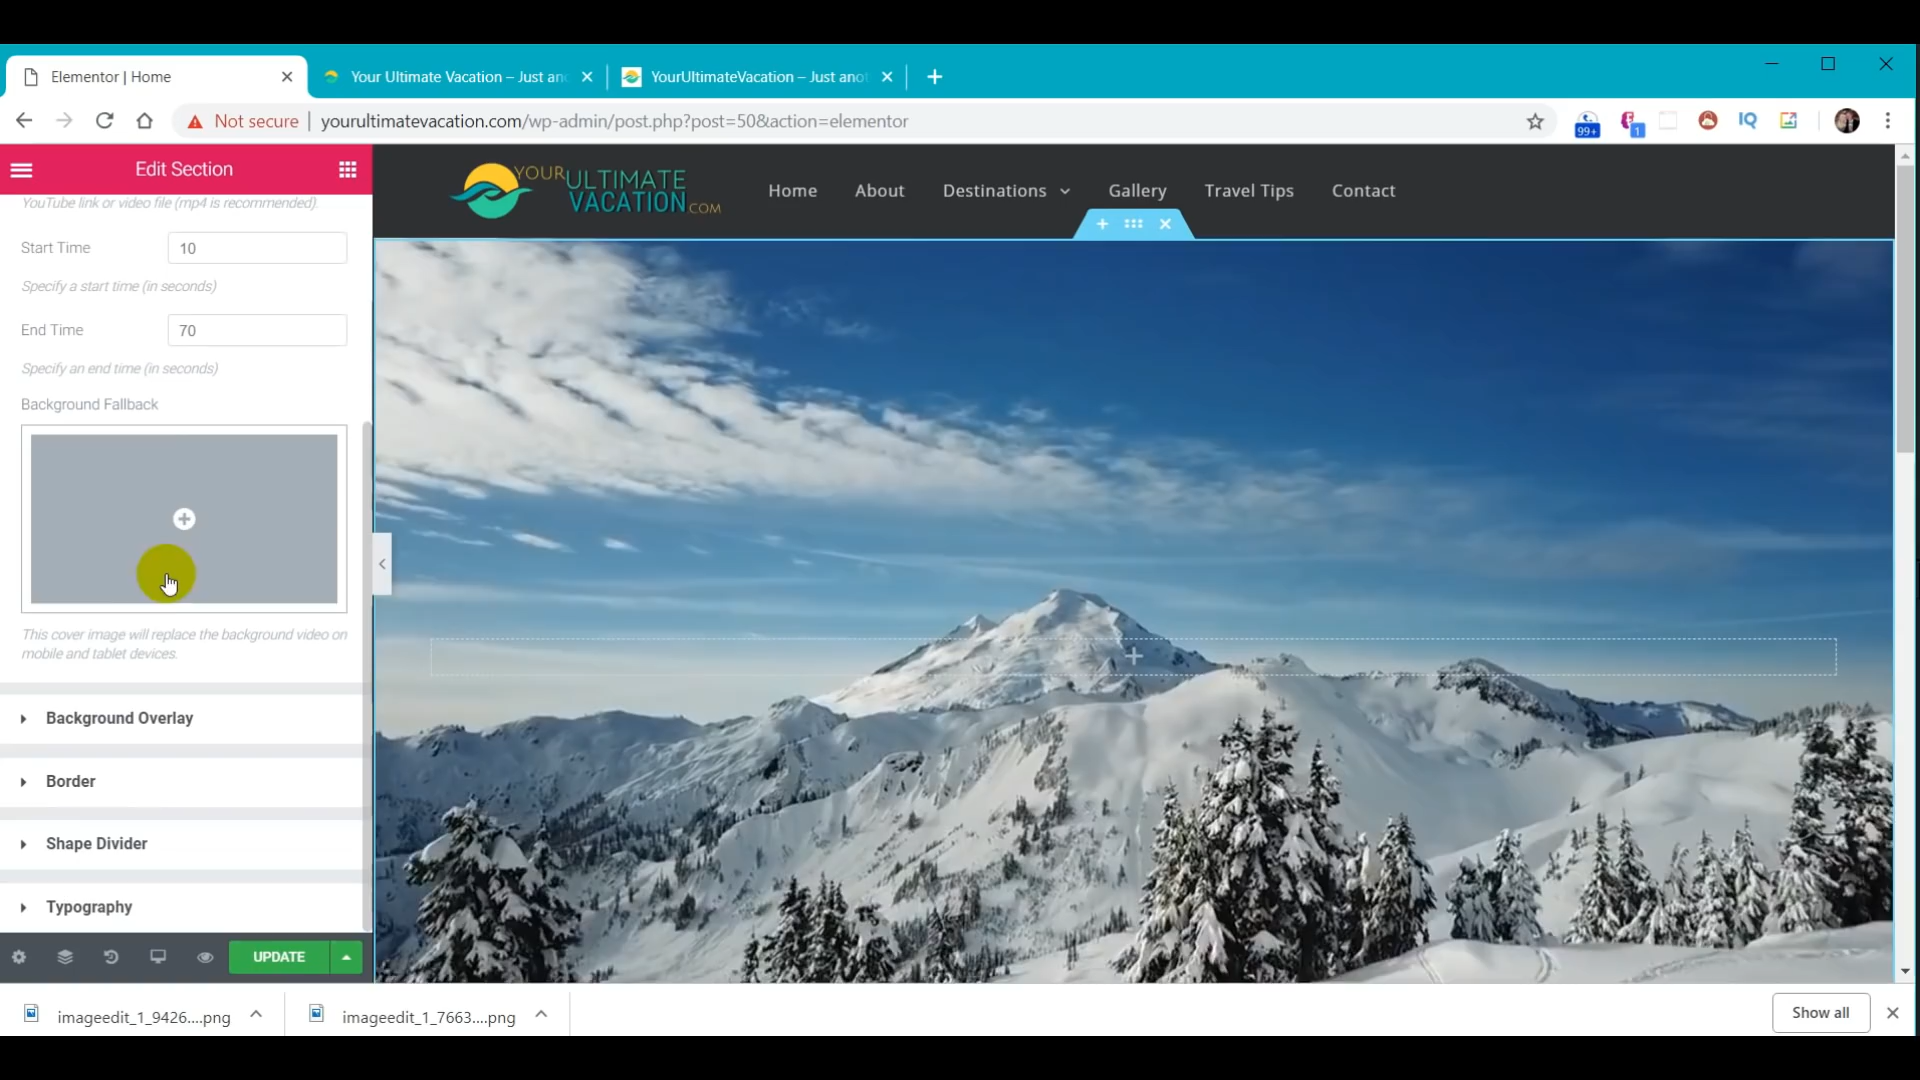 Elementor | Home
Your Ultimate Vacation – Just an
YourUltimateVacation – Just anot
Not secure | yourultimatevacation.com/wp-admin/post.php?post=50&action=elementor
99+
1
IQ
Edit Section
YouTube link or video file (mp4 is recommended).
Start Time
10
Specify a start time (in seconds)
End Time
70
Specify an end time (in seconds)
Background Fallback
This cover image will replace the background video on
mobile and tablet devices.
Background Overlay
Border
Shape Divider
Typography
UPDATE
YOUR ULTIMATE
VACATION.COM
Home
About
Destinations
Gallery
Travel Tips
Contact
imageedit_1_9426....png
imageedit_1_7663....png
Show all